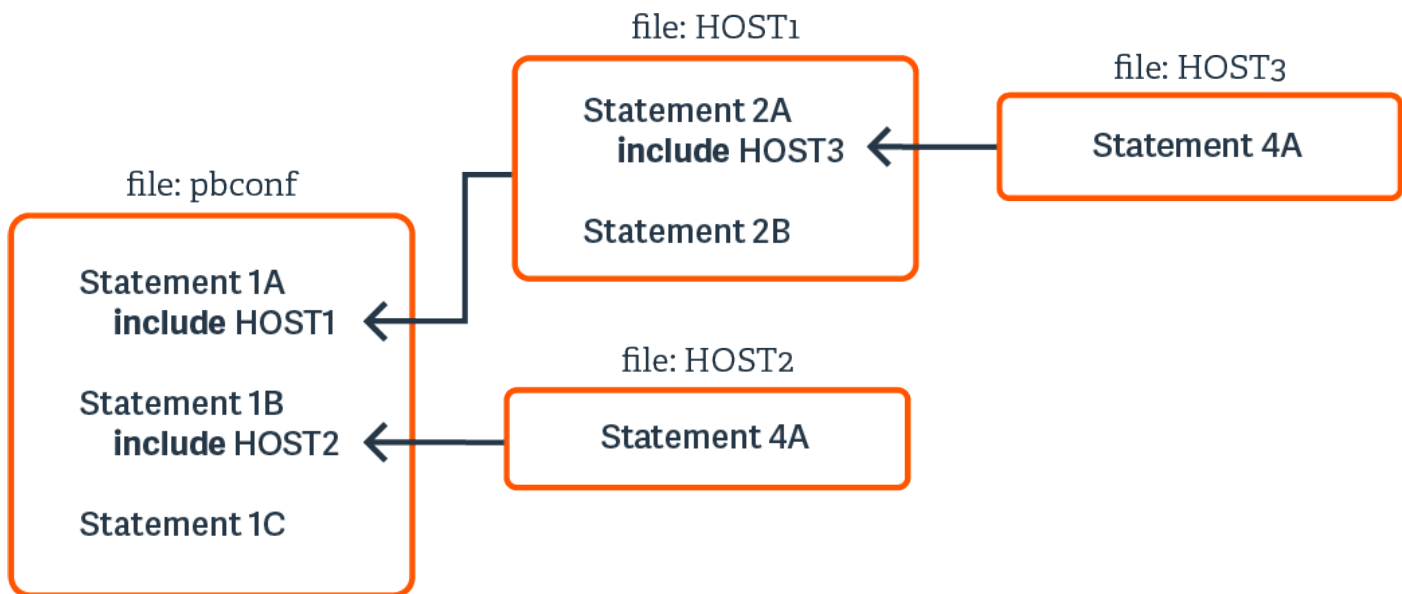 file: HOST1
Statement 2A
include HOST3
Statement 2B
file: HOST3
Statement 4A
file: pbconf
Statement 1A
include HOST1
Statement 1B
include HOST2
Statement 1C
file: HOST2
Statement 4A